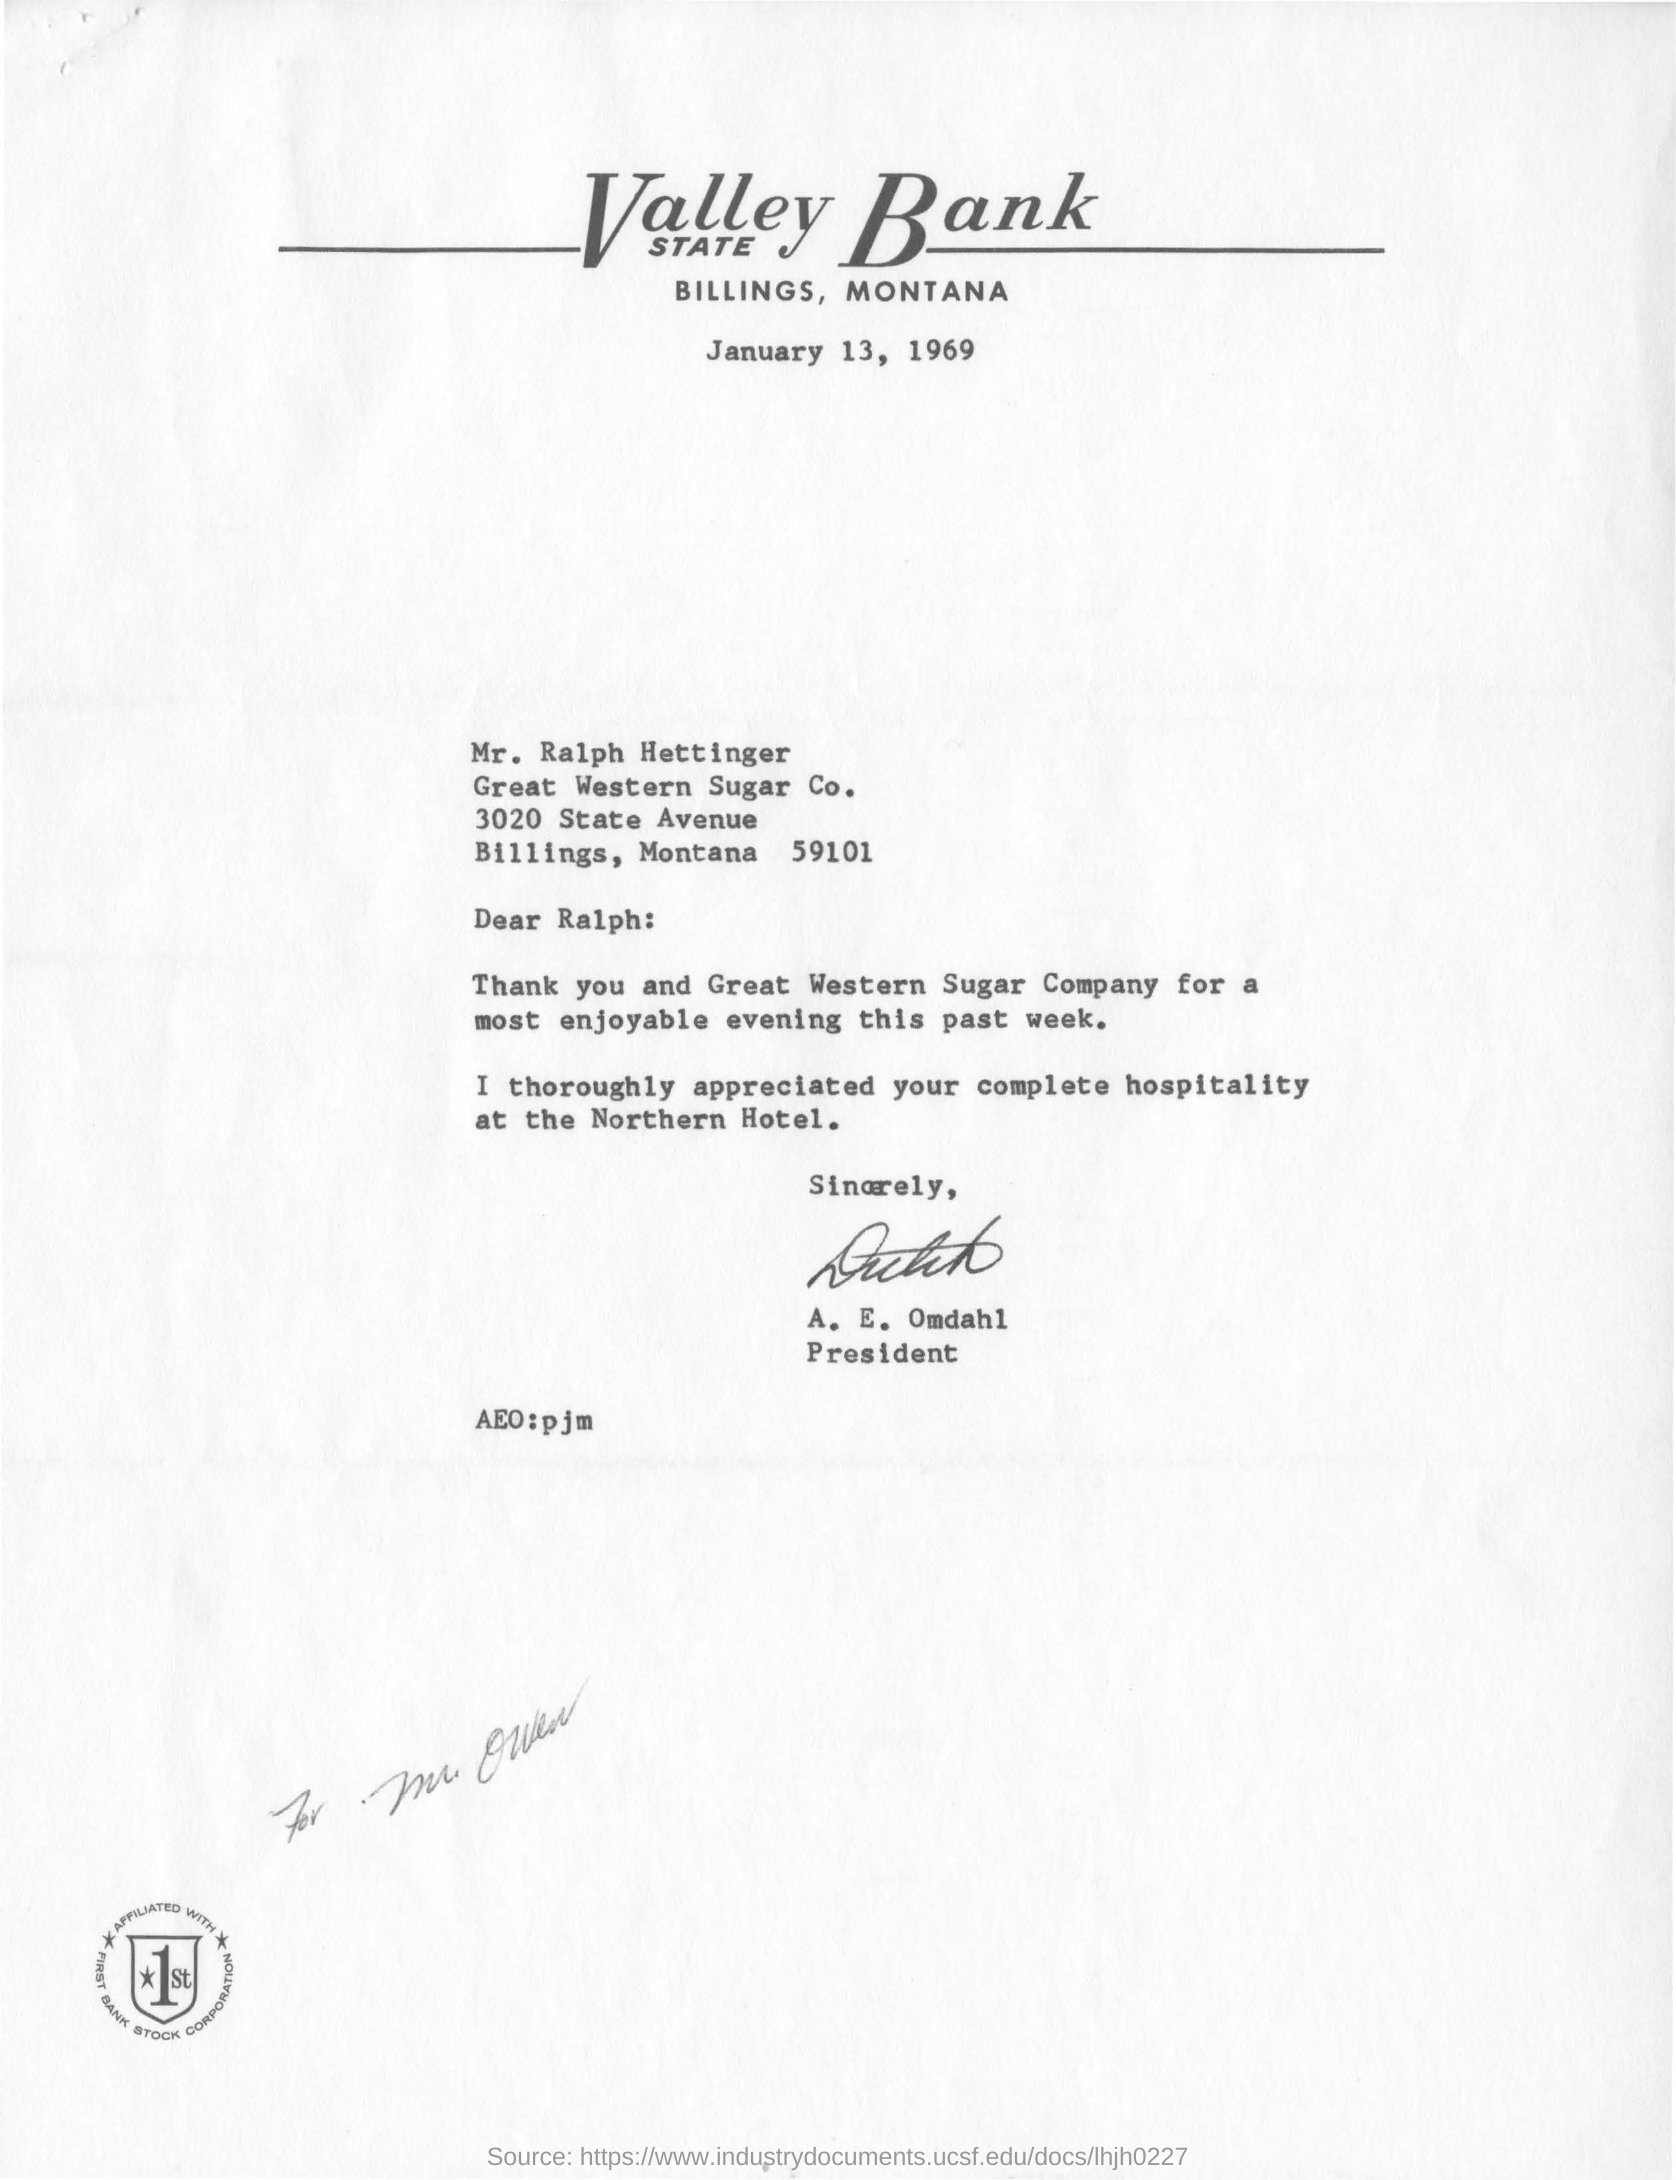 Valley Bank
STATE
BILLINGS, MONTANA
January 13, 1969
Mr. Ralph Hettinger
Great Western Sugar Co.
3020 State Avenue
Billings, Montana 59101
Dear Ralph:
Thank you and Great Western Sugar Company for a
most enjoyable evening this past week.
I thoroughly appreciated your complete hospitality
at the Northern Hotel.
Sincerely,
Dutch
A. E. Omdahl
President
AEO:pjm
For Mr. Owen
AFFILIATED WITH
1st
FIRST BANK STOCK CORPORATION
Source: https://www.industrydocuments.ucsf.edu/docs/lhjh0227